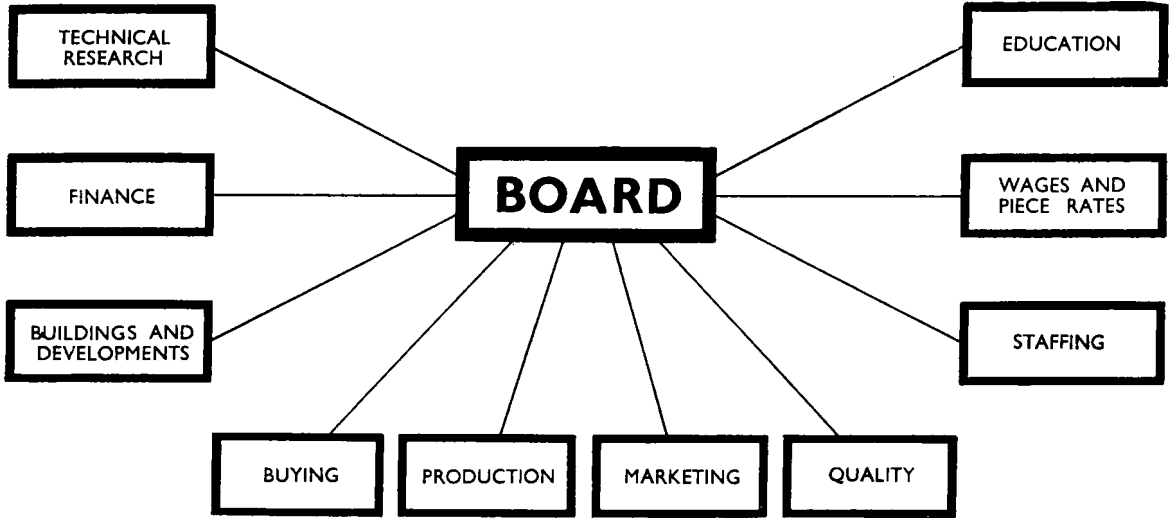 TECHNICAL
RESEARCH
EDUCATION
BOARD
FINANCE
WAGES AND
PIECE RATES
BUILDINGS AND
DEVELOPMENTS
STAFFING
BUYING
PRODUCTION
MARKETING
QUALITY